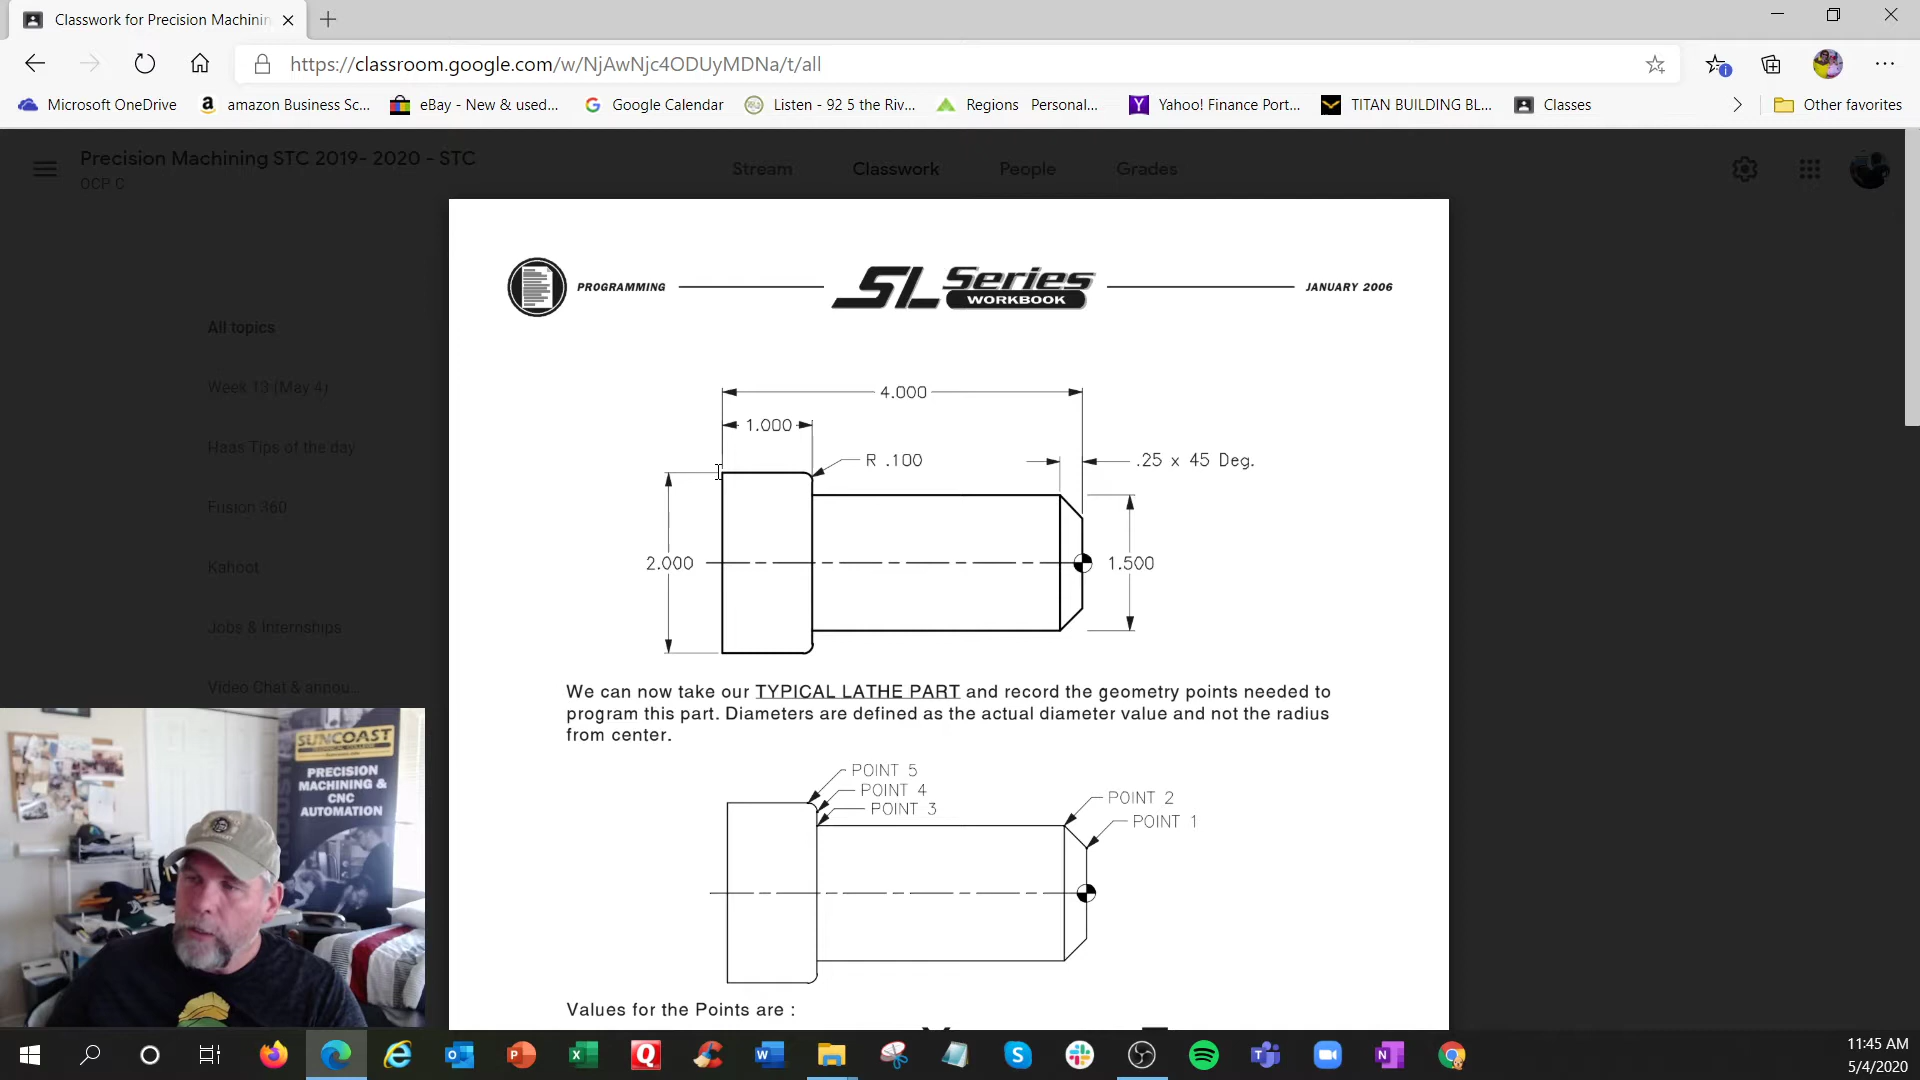 Classwork for Precision Machinin
https://classroom.google.com/w/NjAwNjc4ODUyMDNa/t/all
Microsoft OneDrive
amazon Business Sc...
eBay - New & used...
Google Calendar
Listen - 92 5 the Riv...
Regions Personal...
Yahoo! Finance Port...
TITAN BUILDING BL...
Classes
Other favorites
Precision Machining STC 2019- 2020 - STC
OCP C
Stream
Classwork
People
Grades
PROGRAMMING
SL Series
WORKBOOK
JANUARY 2006
All topics
Week 13 (May 4)
Haas Tips of the day
Fusion 360
Kahoot
Jobs & Internships
Video Chat & annou...
4.000
1.000
R .100
.25 x 45 Deg.
2.000
1.500
We can now take our TYPICAL LATHE PART and record the geometry points needed to
program this part. Diameters are defined as the actual diameter value and not the radius
from center.
POINT 5
POINT 4
POINT 3
POINT 2
POINT 1
Values for the Points are :
SUNCOAST
PRECISION
MACHINING &
CNC
AUTOMATION
11:45 AM
5/4/2020